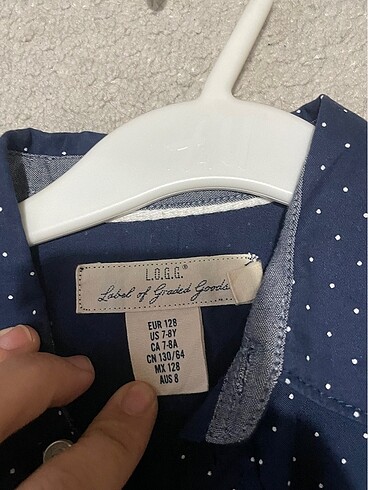 L.O.G.G.®
Label of Graded Goods
EUR 128
US 7-8Y
CA 7-8A
CN 130/64
MX 128
AUS 8